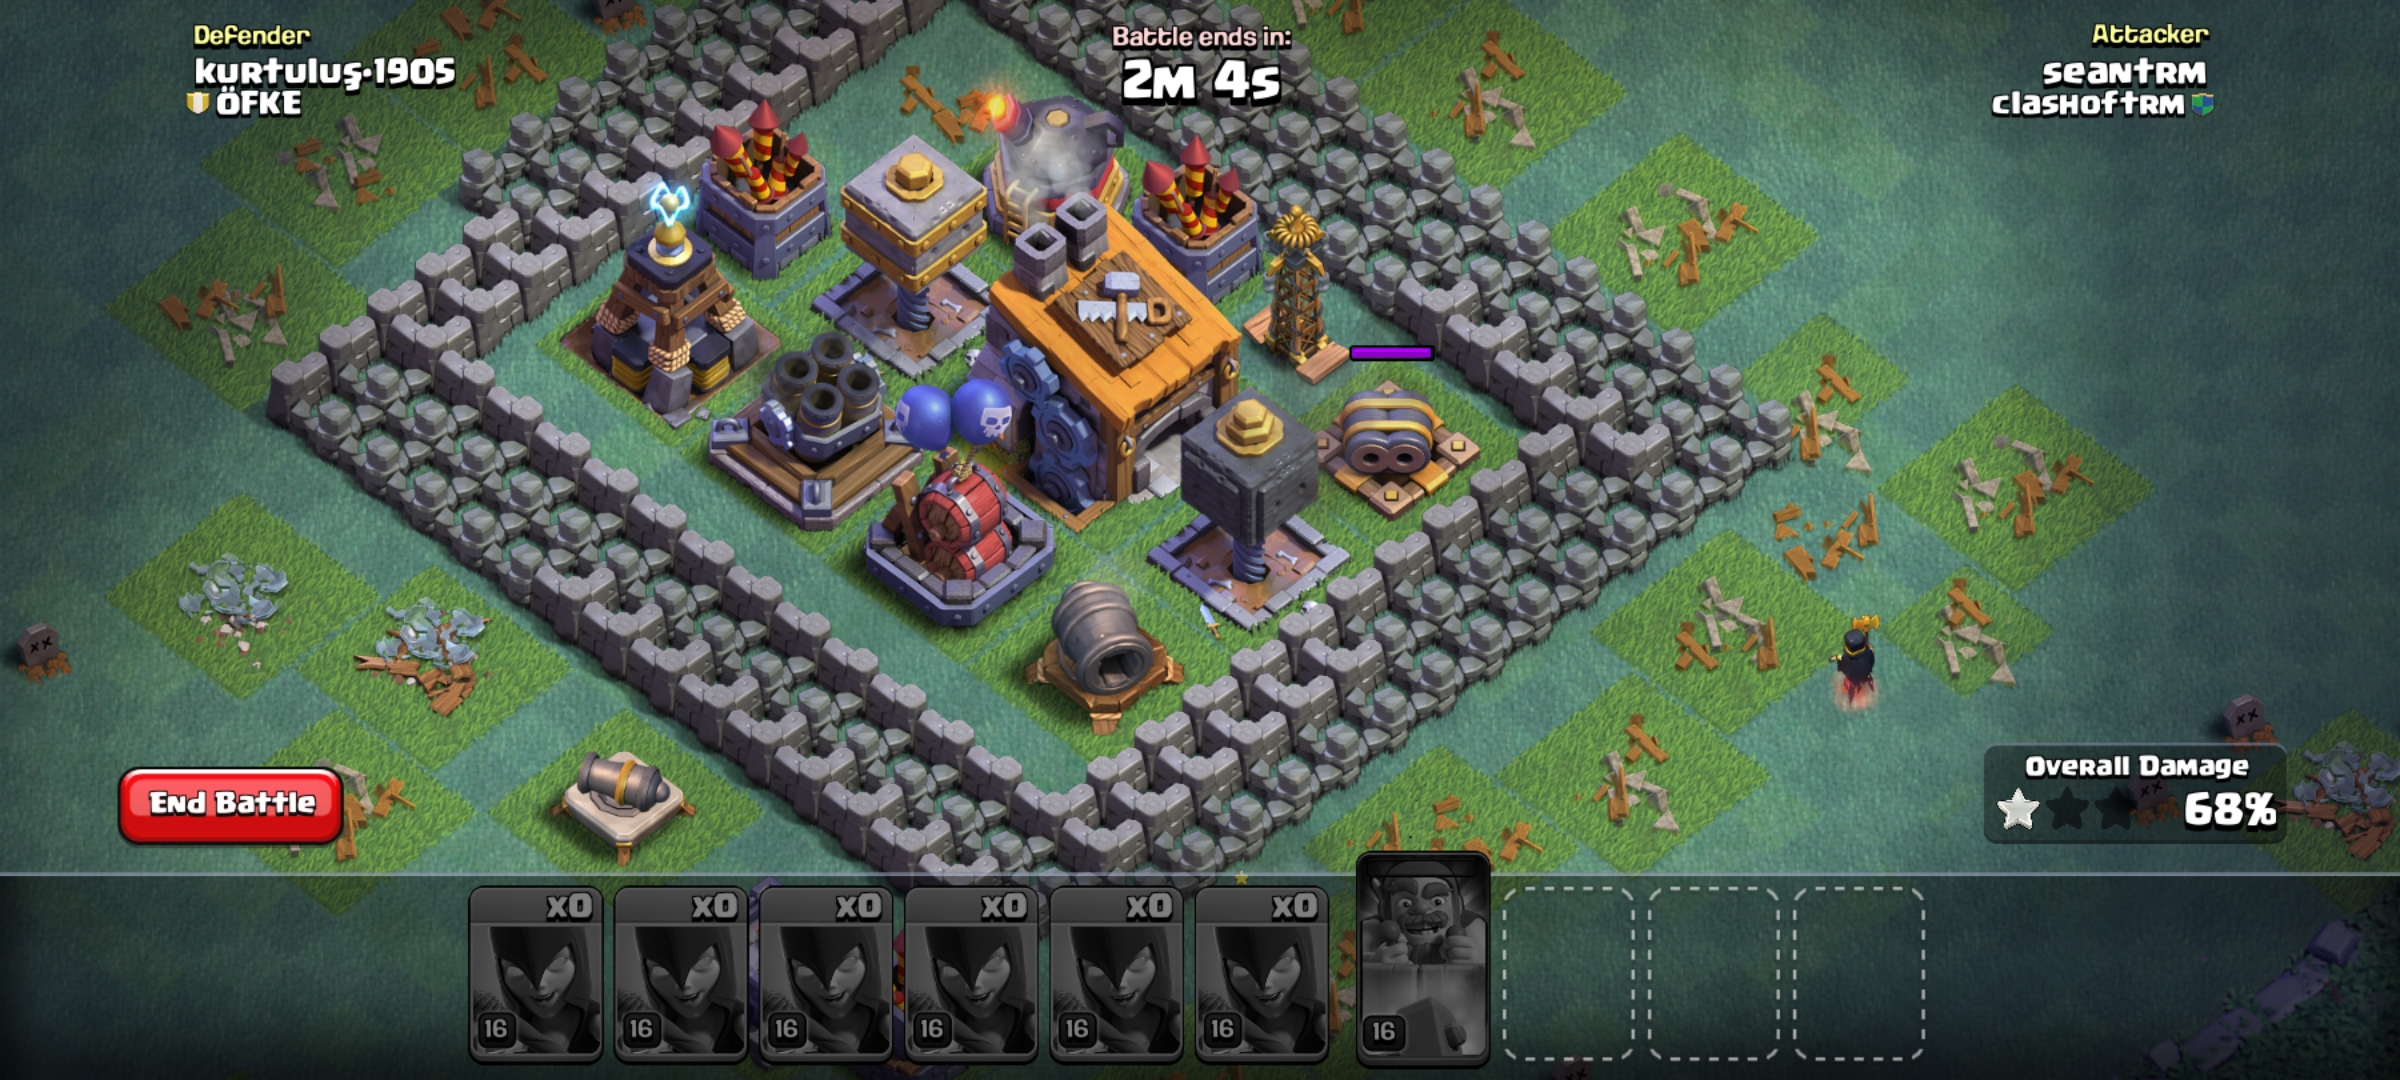 Defender
kurtuluş•1905
ÖFKE
Battle ends in:
2M 4s
Attacker
seantRM
clashoftRM
End Battle
Overall Damage
68%
x0
x0
x0
x0
x0
x0
16
16
16
16
16
16
16